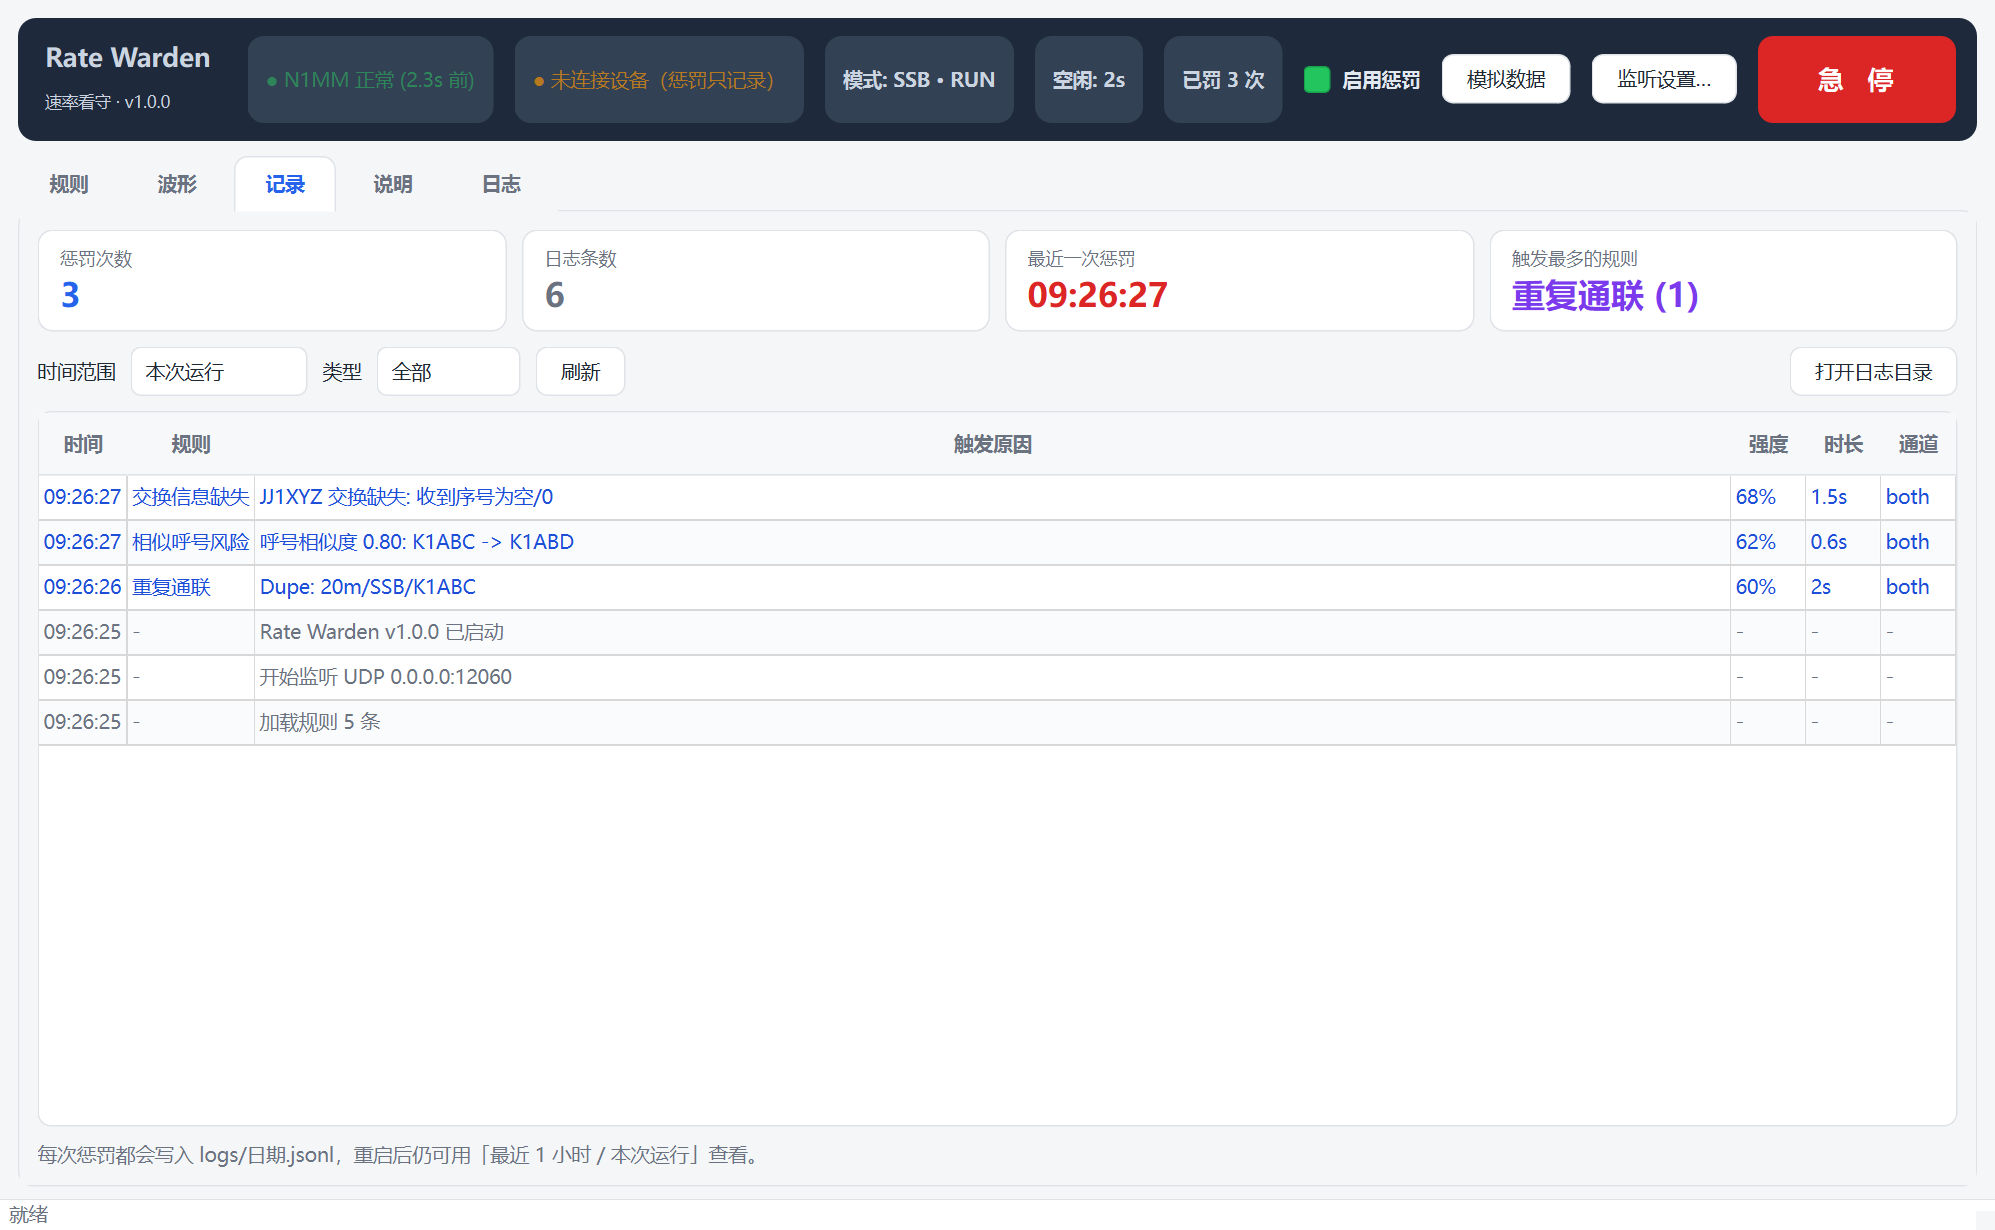 Rate Warden
速率看守 · v1.0.0
● N1MM 正常 (2.3s 前)
● 未连接设备（惩罚只记录）
模式: SSB • RUN
空闲: 2s
已罚 3 次
启用惩罚
模拟数据
监听设置...
急 停
规则 波形 记录 说明 日志
惩罚次数
3
日志条数
6
最近一次惩罚
09:26:27
触发最多的规则
重复通联 (1)
时间范围 本次运行 类型 全部 刷新 打开日志目录
时间 规则 触发原因 强度 时长 通道
09:26:27 交换信息缺失 JJ1XYZ 交换缺失: 收到序号为空/0 68% 1.5s both
09:26:27 相似呼号风险 呼号相似度 0.80: K1ABC -> K1ABD 62% 0.6s both
09:26:26 重复通联 Dupe: 20m/SSB/K1ABC 60% 2s both
09:26:25 - Rate Warden v1.0.0 已启动 - - -
09:26:25 - 开始监听 UDP 0.0.0.0:12060 - - -
09:26:25 - 加载规则 5 条 - - -
每次惩罚都会写入 logs/日期.jsonl，重启后仍可用「最近 1 小时 / 本次运行」查看。
就绪